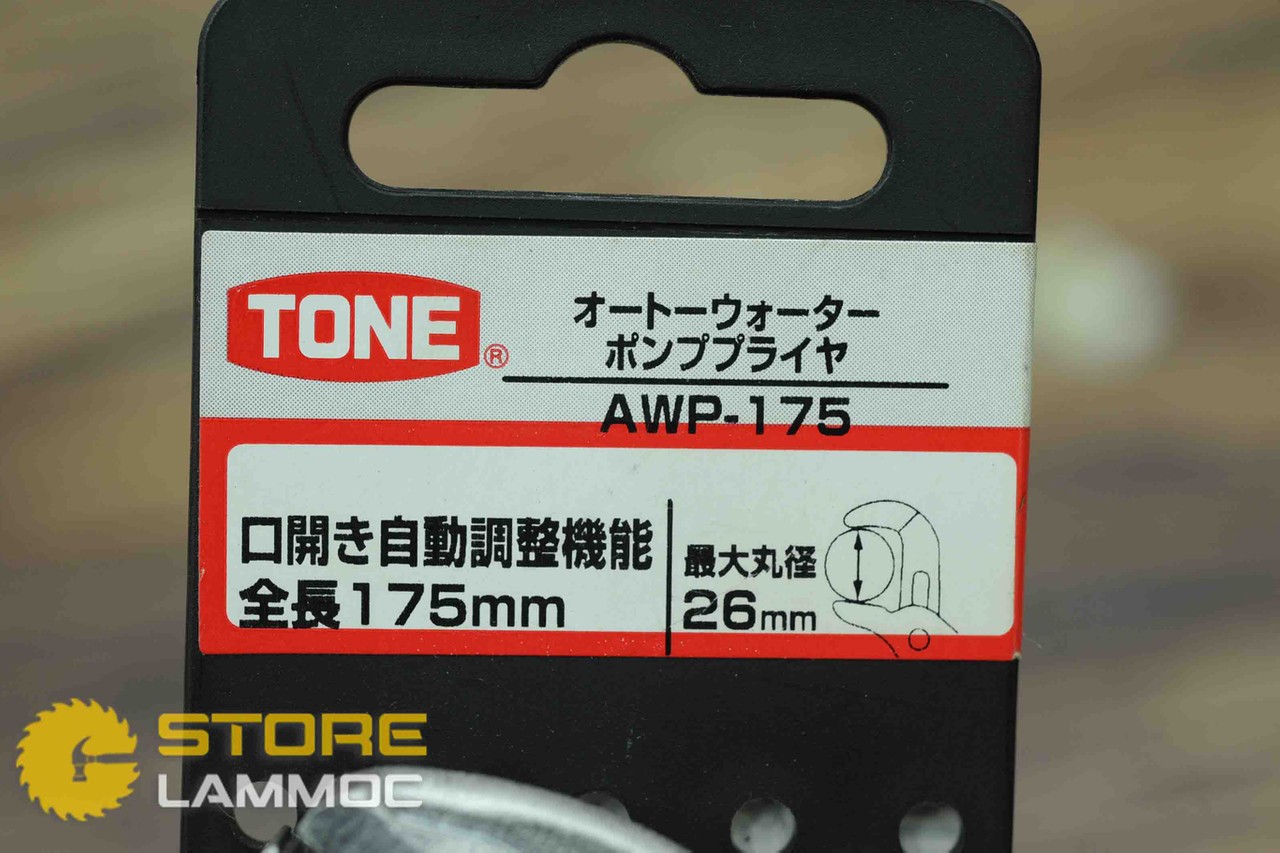 TONE
®
オートーウォーター
ポンププライヤ
AWP-175
口開き自動調整機能
全長175mm
最大丸径
26mm
STORE
LAMMOC